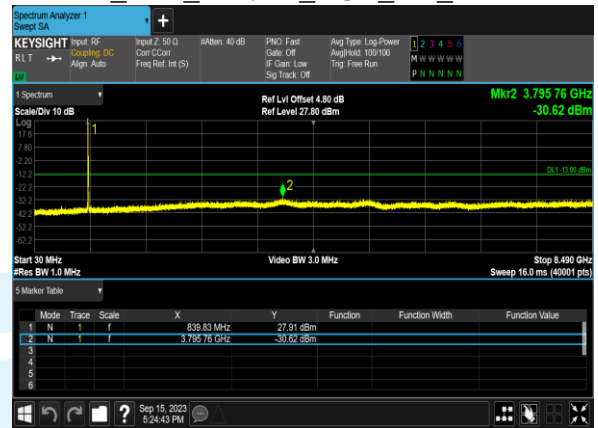 Spectrum Analyzer 1
Swept SA
KEYSIGHT Input: RF Input Z: 50 Ω #Atten: 40 dB PNO: Fast Avg Type: Log-Power 1 2 3 4 5 6
RLT Coupling: DC Corr CCorr Gate: Off Avg|Hold: 100/100 M W W W W W
Align: Auto Freq Ref: Int (S) IF Gain: Low Trig: Free Run
Sig Track: Off P N N N N N
LW
1 Spectrum Ref Lvl Offset 4.80 dB Mkr2 3.795 76 GHz
Scale/Div 10 dB Ref Level 27.80 dBm -30.62 dBm
Log
1
17.8
7.80
-2.20
DL1 -13.00 dBm
-12.2
2
-22.2
-32.2
-42.2
-52.2
-62.2
Start 30 MHz Video BW 3.0 MHz Stop 8.490 GHz
#Res BW 1.0 MHz Sweep 16.0 ms (40001 pts)
5 Marker Table
Mode Trace Scale X Y Function Function Width Function Value
1 N 1 f 839.83 MHz 27.91 dBm
2 N 1 f 3.795 76 GHz -30.62 dBm
3
4
5
6
? Sep 15, 2023
5:24:43 PM